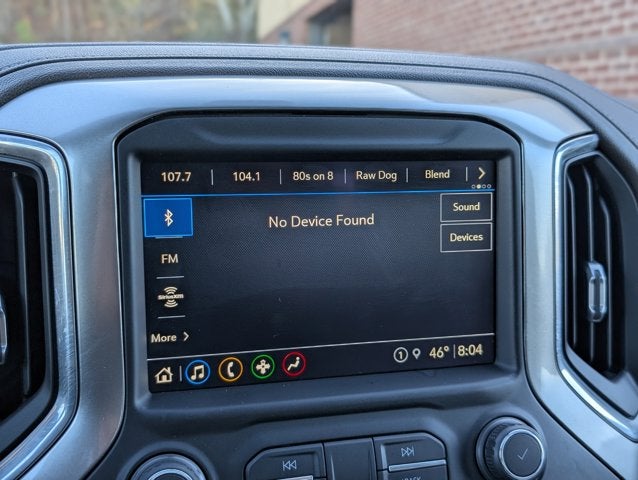 107.7 104.1 80s on 8 Raw Dog Blend
No Device Found
Sound
Devices
FM
SiriusXM
More
1 46° 8:04